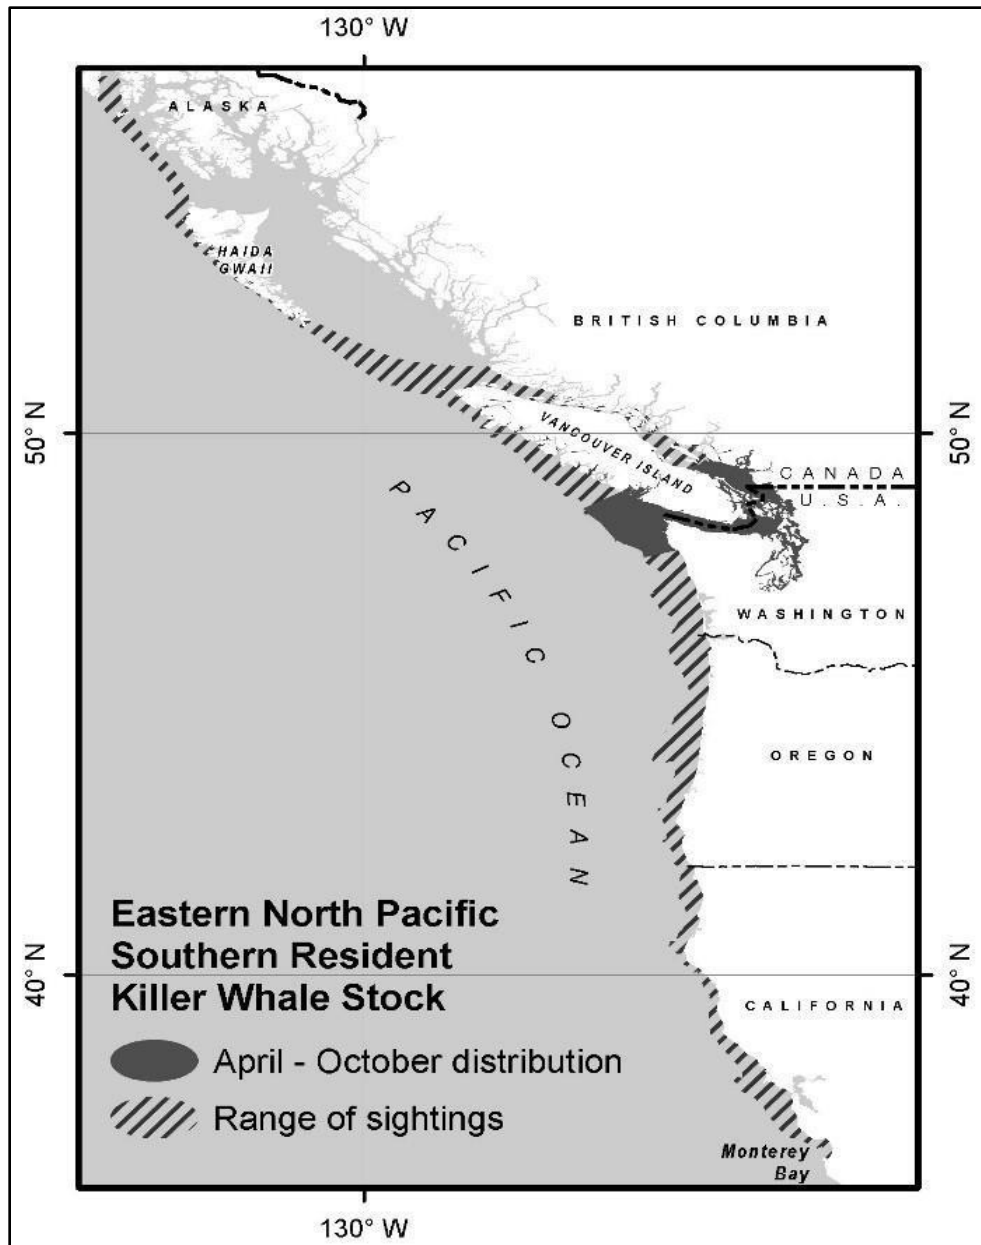 130° W
ALASKA
HAIDA
GWAII
BRITISH COLUMBIA
50° N
50° N
VANCOUVER ISLAND
CANADA
U.S.A.
PACIFIC OCEAN
WASHINGTON
OREGON
Eastern North Pacific
Southern Resident
Killer Whale Stock
40° N
40° N
CALIFORNIA
April - October distribution
Range of sightings
Monterey
Bay
130° W